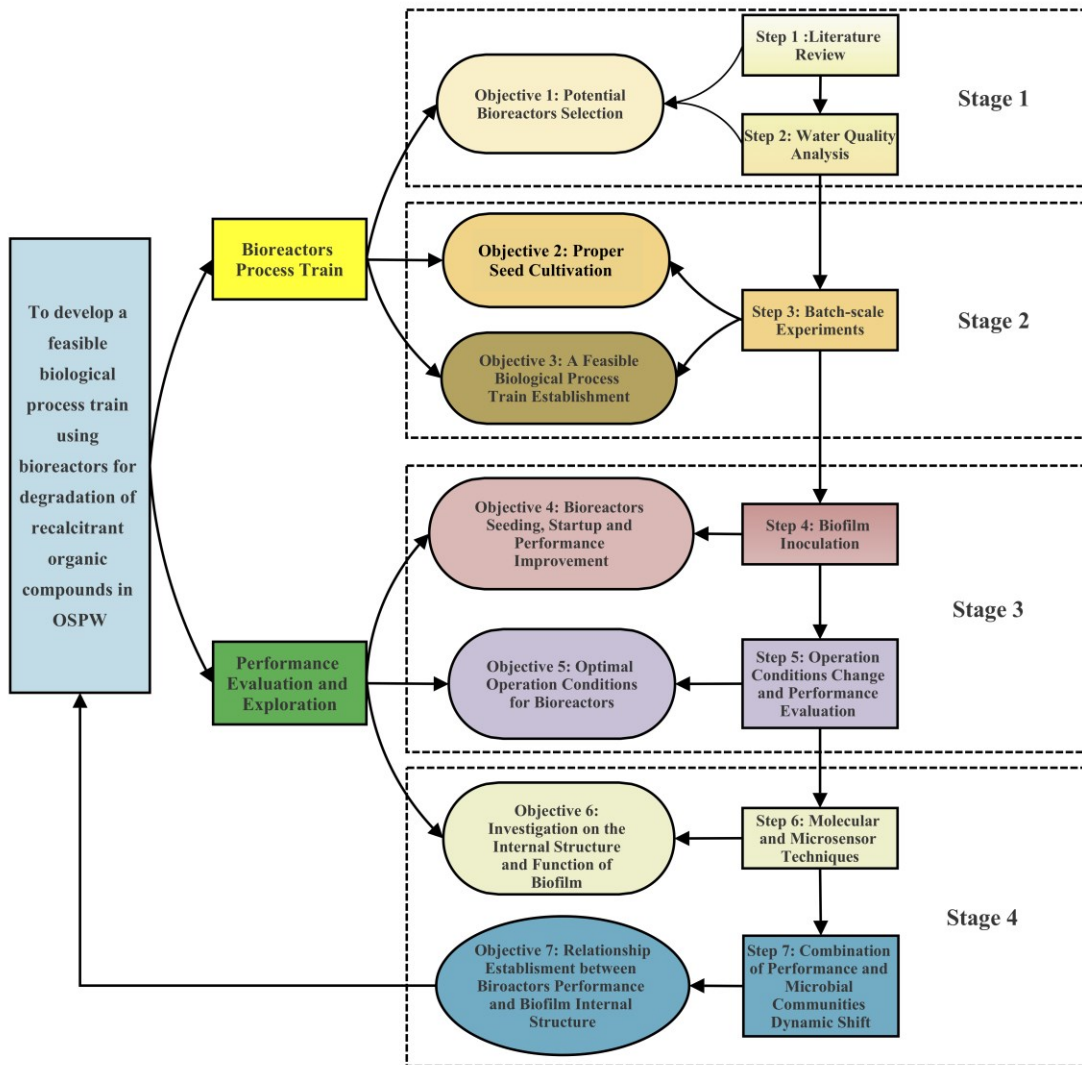 To develop a
feasible
biological
process train
using
bioreactors for
degradation of
recalcitrant
organic
compounds in
OSPW
Bioreactors
Process Train
Performance
Evaluation and
Exploration
Objective 1: Potential
Bioreactors Selection
Step 1 :Literature
Review
Step 2: Water Quality
Analysis
Stage 1
Objective 2: Proper
Seed Cultivation
Objective 3: A Feasible
Biological Process
Train Establishment
Step 3: Batch-scale
Experiments
Stage 2
Objective 4: Bioreactors
Seeding, Startup and
Performance
Improvement
Step 4: Biofilm
Inoculation
Objective 5: Optimal
Operation Conditions
for Bioreactors
Step 5: Operation
Conditions Change
and Performance
Evaluation
Stage 3
Objective 6:
Investigation on the
Internal Structure
and Function of
Biofilm
Step 6: Molecular
and Microsensor
Techniques
Objective 7: Relationship
Establisment between
Biroactors Performance
and Biofilm Internal
Structure
Step 7: Combination
of Performance and
Microbial
Communities
Dynamic Shift
Stage 4